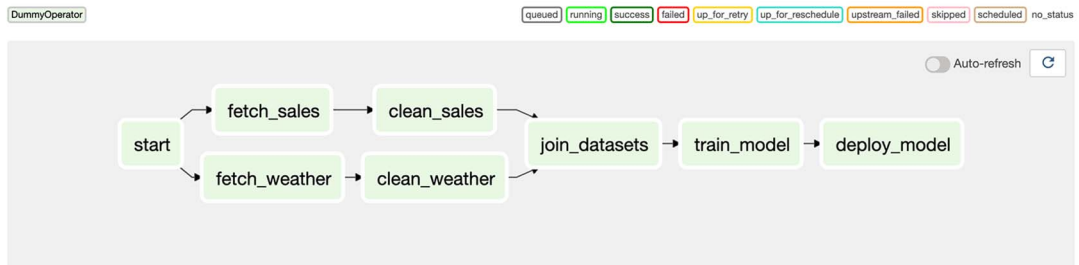 DummyOperator queued running success failed up_for_retry up_for_reschedule upstream_failed skipped scheduled no_status
Auto-refresh
fetch_sales clean_sales
start join_datasets train_model deploy_model
fetch_weather clean_weather